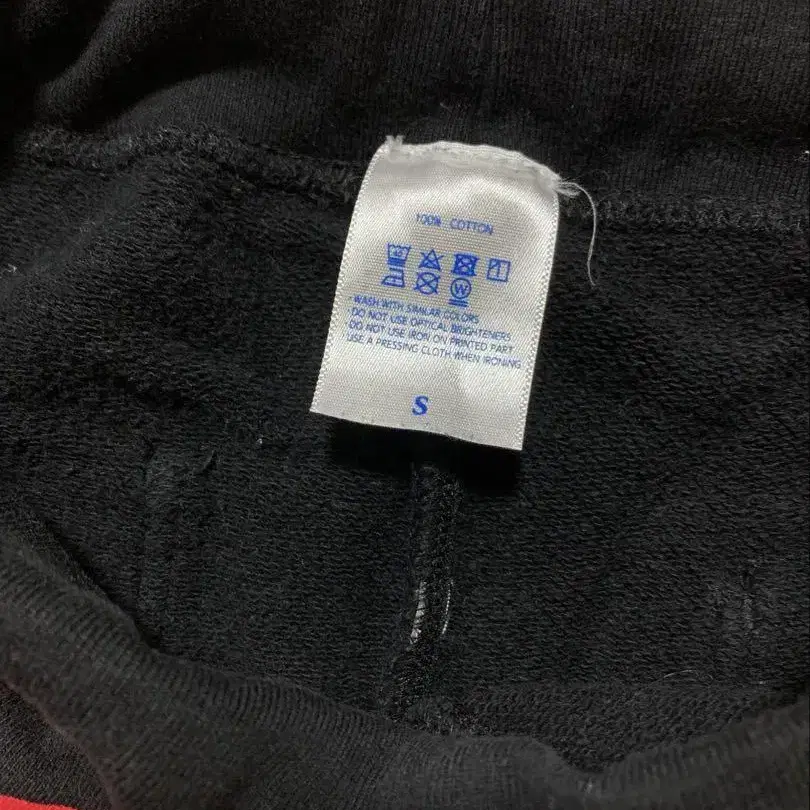 100% COTTON
W
WASH WITH SIMILAR COLORS
DO NOT USE OPTICAL BRIGHTENERS
DO NOT USE IRON ON PRINTED PART
USE A PRESSING CLOTH WHEN IRONING
S